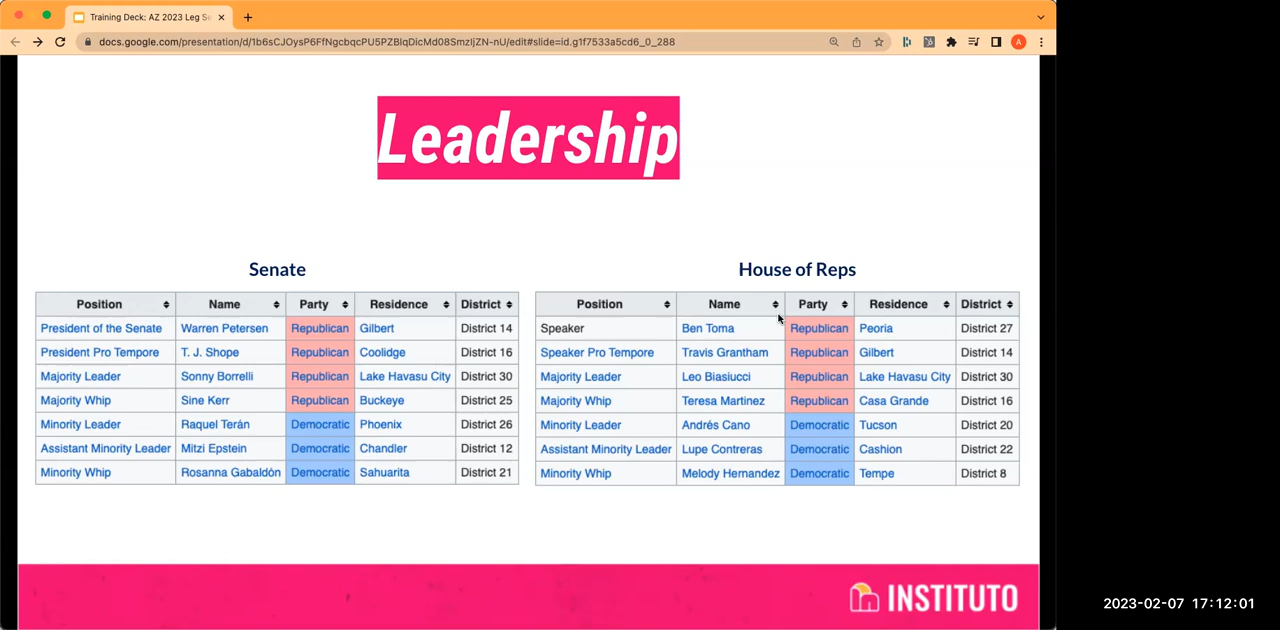 Training Deck: AZ 2023 Leg Se
docs.google.com/presentation/d/1b6sCJOysP6FfNgcbqcPU5PZBlqDicMd08SmzIjZN-nU/edit#slide=id.g1f7533a5cd6_0_288
A
Leadership
Senate
Position Name Party Residence District
President of the Senate Warren Petersen Republican Gilbert District 14
President Pro Tempore T. J. Shope Republican Coolidge District 16
Majority Leader Sonny Borrelli Republican Lake Havasu City District 30
Majority Whip Sine Kerr Republican Buckeye District 25
Minority Leader Raquel Terán Democratic Phoenix District 26
Assistant Minority Leader Mitzi Epstein Democratic Chandler District 12
Minority Whip Rosanna Gabaldón Democratic Sahuarita District 21
House of Reps
Position Name Party Residence District
Speaker Ben Toma Republican Peoria District 27
Speaker Pro Tempore Travis Grantham Republican Gilbert District 14
Majority Leader Leo Biasiucci Republican Lake Havasu City District 30
Majority Whip Teresa Martinez Republican Casa Grande District 16
Minority Leader Andrés Cano Democratic Tucson District 20
Assistant Minority Leader Lupe Contreras Democratic Cashion District 22
Minority Whip Melody Hernandez Democratic Tempe District 8
INSTITUTO
2023-02-07 17:12:01